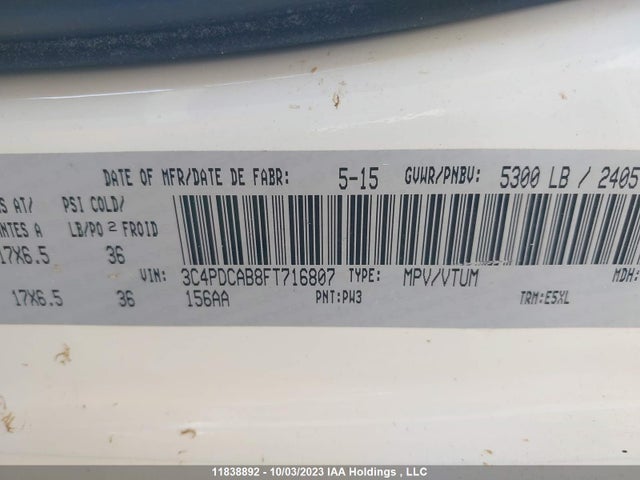 DATE OF MFR/DATE DE FABR: 5-15 GVWR/PNBV: 5300 LB / 2405
S AT/ PSI COLD/
NTES A LB/PO 2 FROID
17X6.5 36
VIN: 3C4PDCAB8FT716807 TYPE: MPV/VTUM MDH:
17X6.5 36 156AA PNT:PW3 TRM:E5XL
11838892 - 10/03/2023 IAA Holdings , LLC